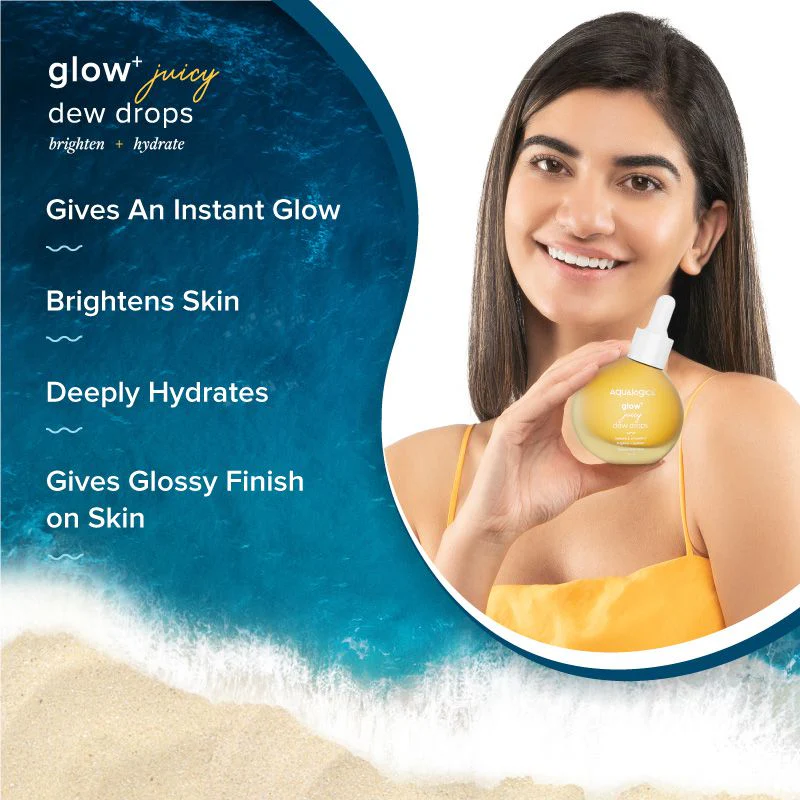 glow+ juicy
dew drops
brighten + hydrate
Gives An Instant Glow
Brightens Skin
Deeply Hydrates
Gives Glossy Finish
on Skin
AQUALOGICA
glow+
juicy
dew drops